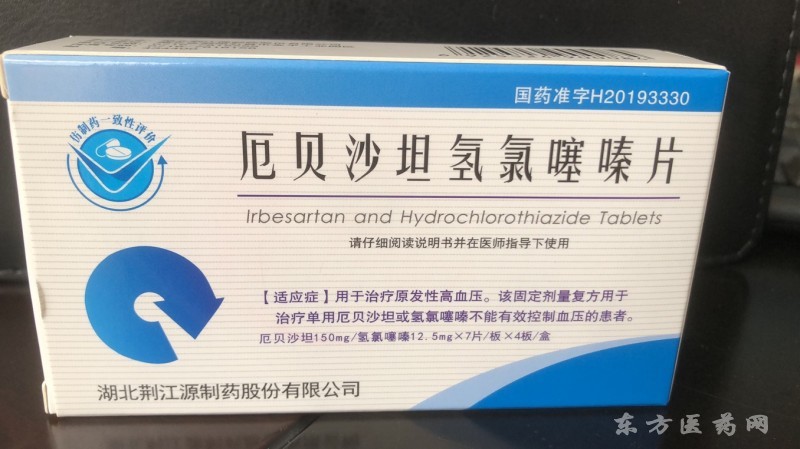 国药准字H20193330
仿制药一致性评价
厄贝沙坦氢氯噻嗪片
Irbesartan and Hydrochlorothiazide Tablets
请仔细阅读说明书并在医师指导下使用
【适应症】用于治疗原发性高血压。该固定剂量复方用于
治疗单用厄贝沙坦或氢氯噻嗪不能有效控制血压的患者。
厄贝沙坦150mg/氢氯噻嗪12.5mg×7片/板×4板/盒
湖北荆江源制药股份有限公司
东方医药网